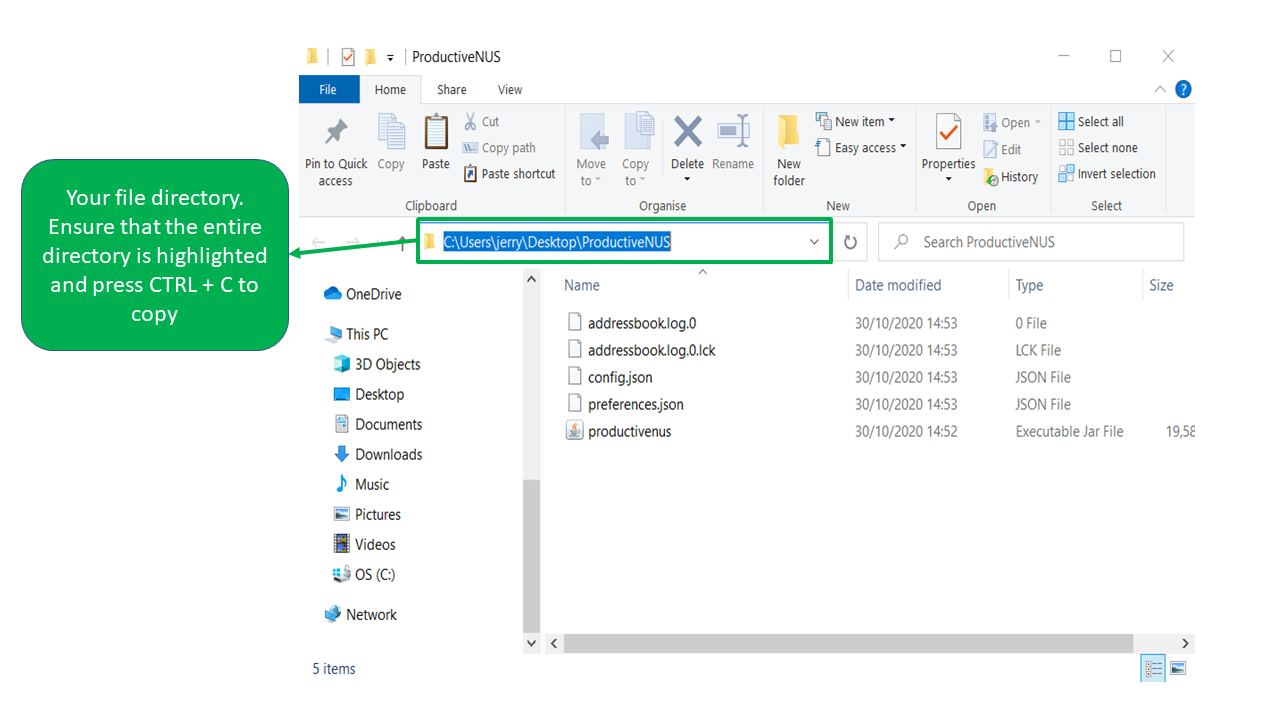 ProductiveNUS
File Home Share View
Pin to Quick access
Copy
Paste
Cut
Copy path
Paste shortcut
Clipboard
Move to
Copy to
Delete
Rename
Organise
New folder
New item
Easy access
New
Properties
Open
Edit
History
Open
Select all
Select none
Invert selection
Select
Your file directory.
Ensure that the entire
directory is highlighted
and press CTRL + C to
copy
C:\Users\jerry\Desktop\ProductiveNUS
Search ProductiveNUS
OneDrive
This PC
3D Objects
Desktop
Documents
Downloads
Music
Pictures
Videos
OS (C:)
Network
Name Date modified Type Size
addressbook.log.0 30/10/2020 14:53 0 File
addressbook.log.0.lck 30/10/2020 14:53 LCK File
config.json 30/10/2020 14:53 JSON File
preferences.json 30/10/2020 14:53 JSON File
productivenus 30/10/2020 14:52 Executable Jar File 19,58
5 items